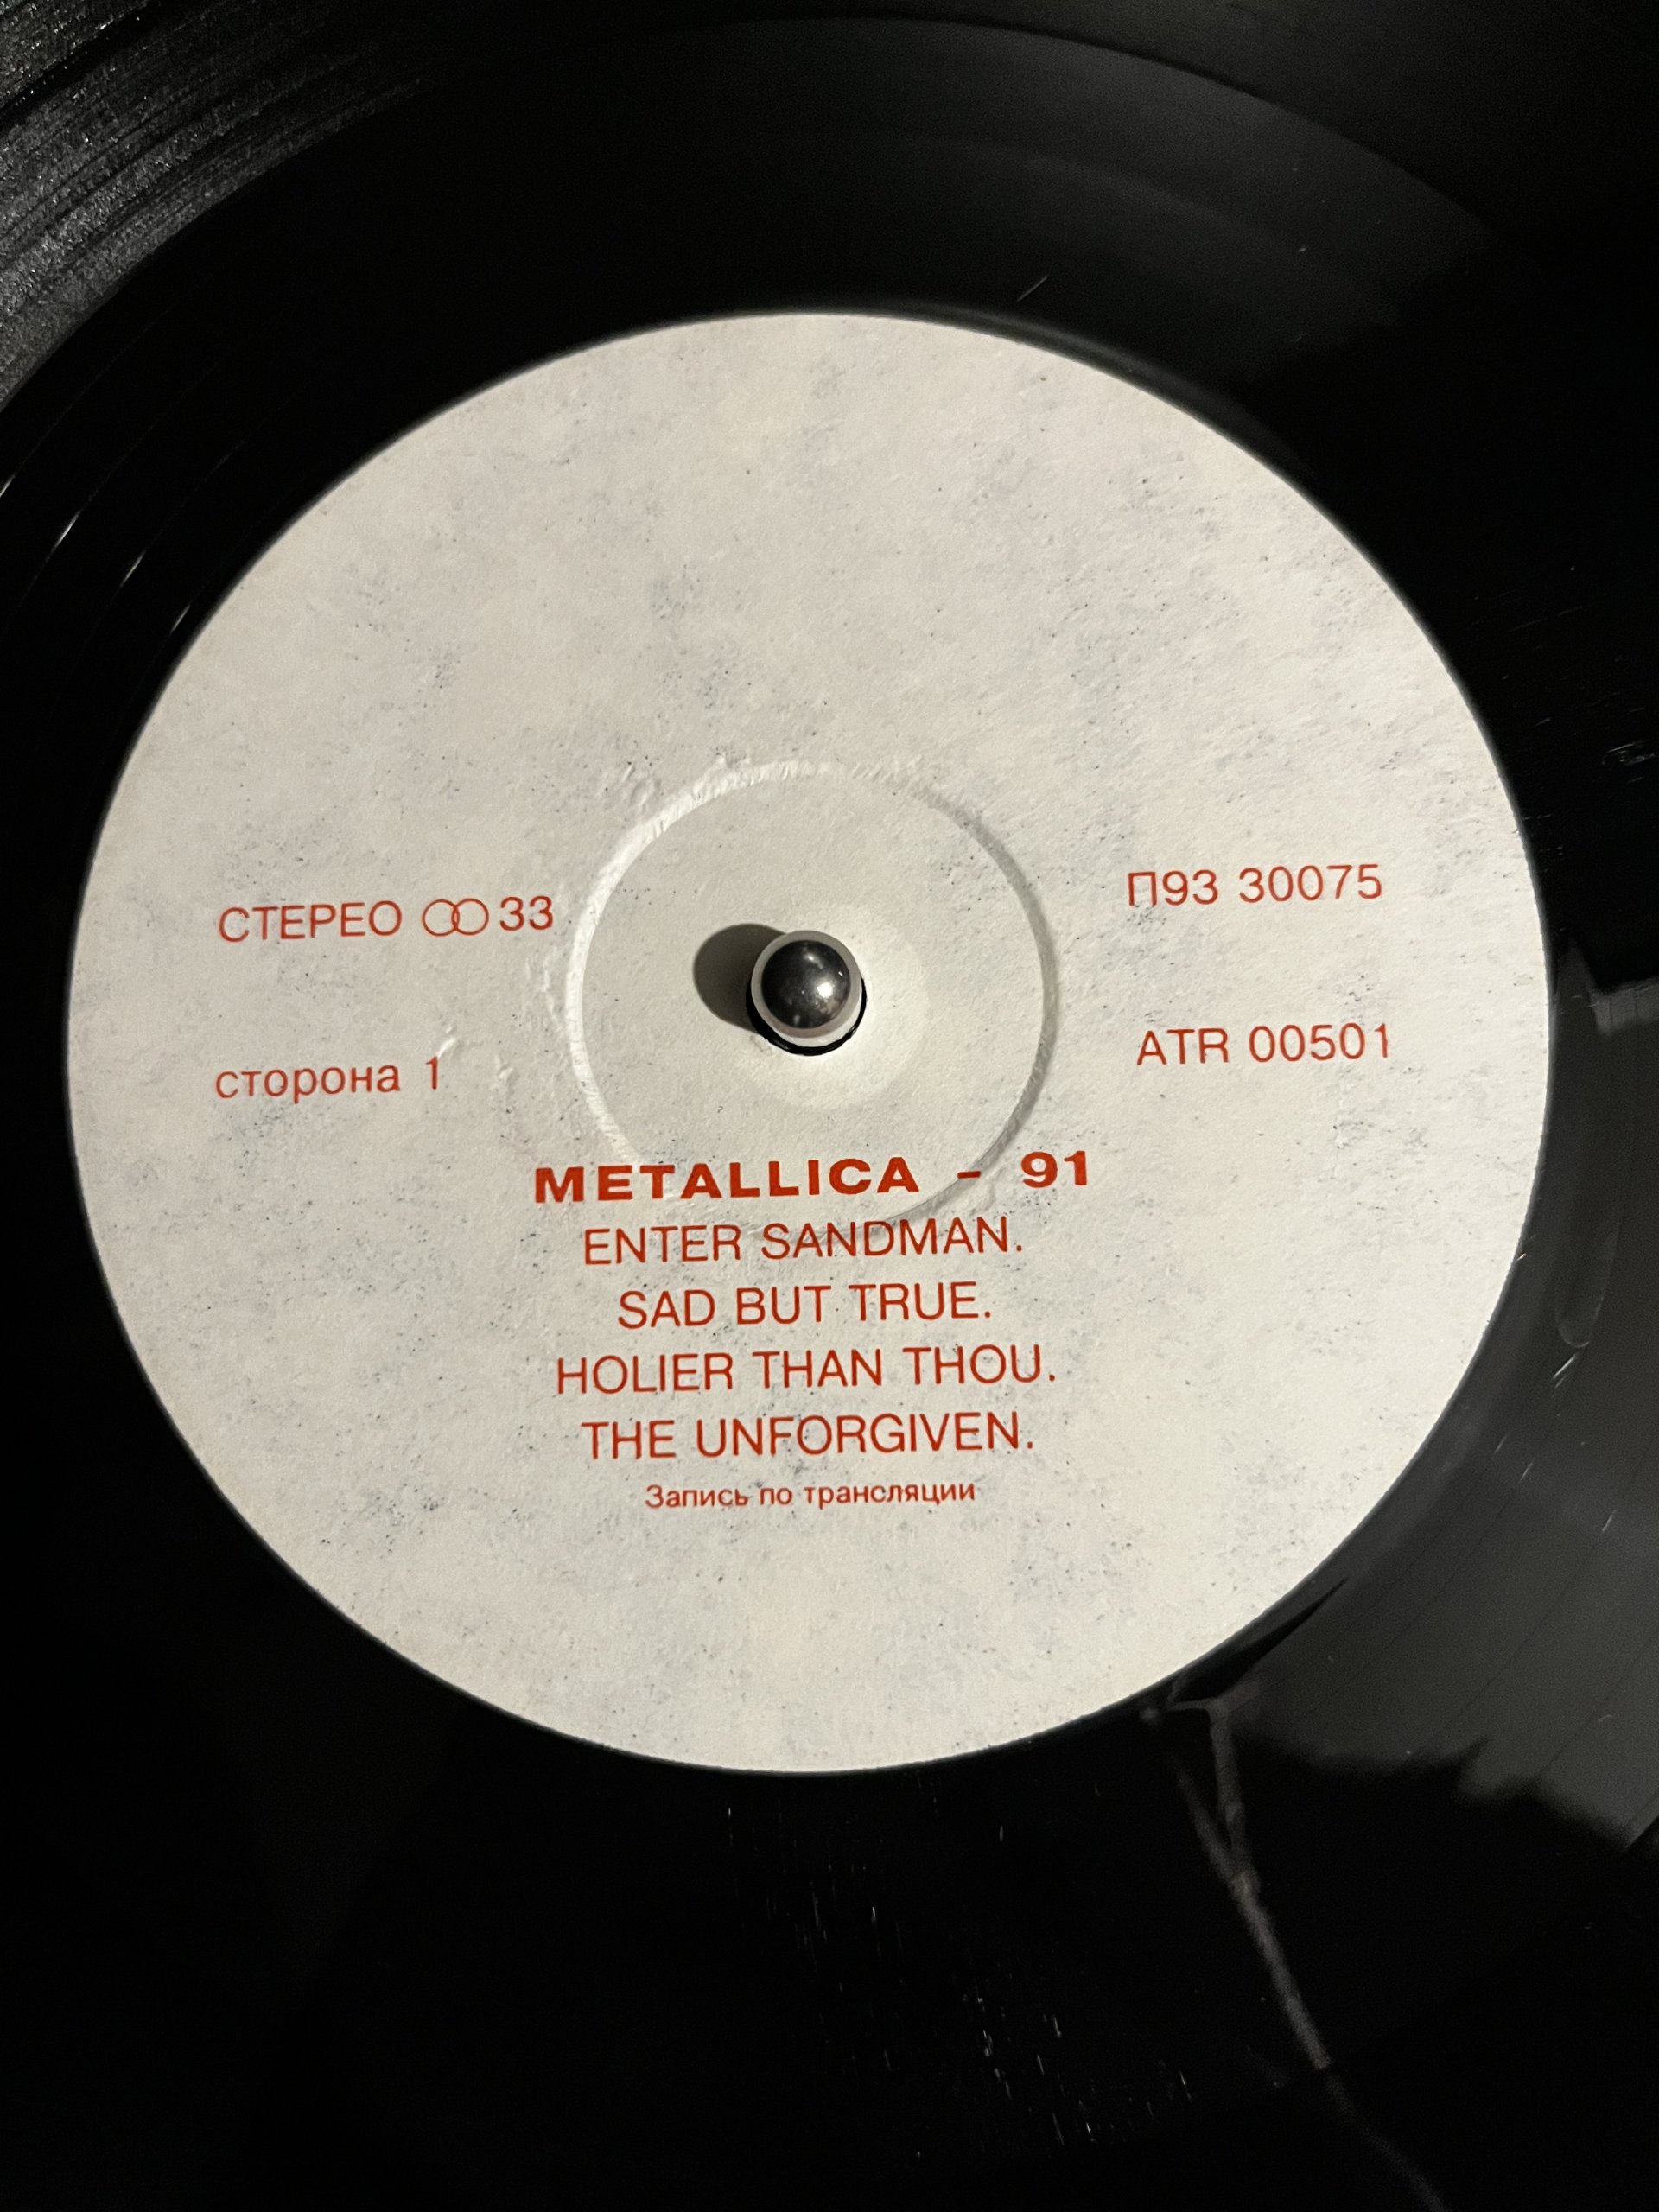 СТЕРЕО ꝏ 33
П93 30075
сторона 1
ATR 00501
METALLICA - 91
ENTER SANDMAN.
SAD BUT TRUE.
HOLIER THAN THOU.
THE UNFORGIVEN.
Запись по трансляции